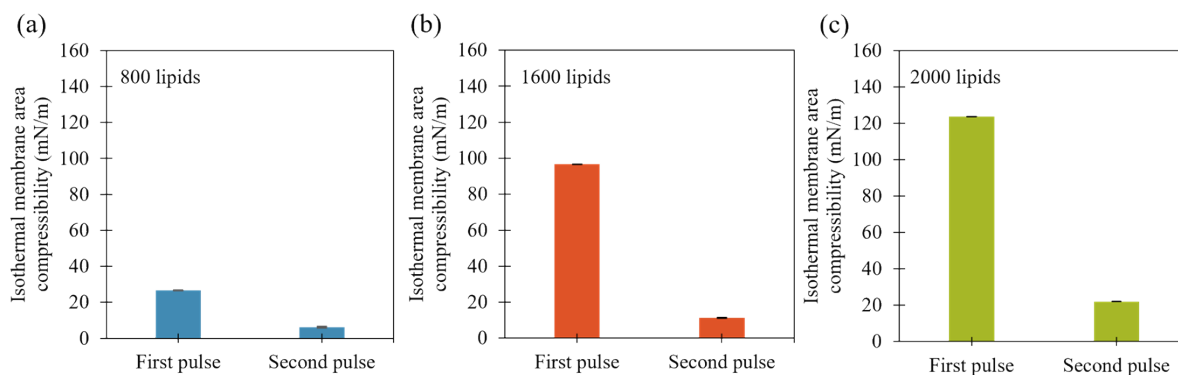 (a)
Isothermal membrane area
compressibility (mN/m)
160
140
120
100
80
60
40
20
0
800 lipids
First pulse
Second pulse
(b)
Isothermal membrane area
compressibility (mN/m)
160
140
120
100
80
60
40
20
0
1600 lipids
First pulse
Second pulse
(c)
Isothermal membrane area
compressibility (mN/m)
160
140
120
100
80
60
40
20
0
2000 lipids
First pulse
Second pulse